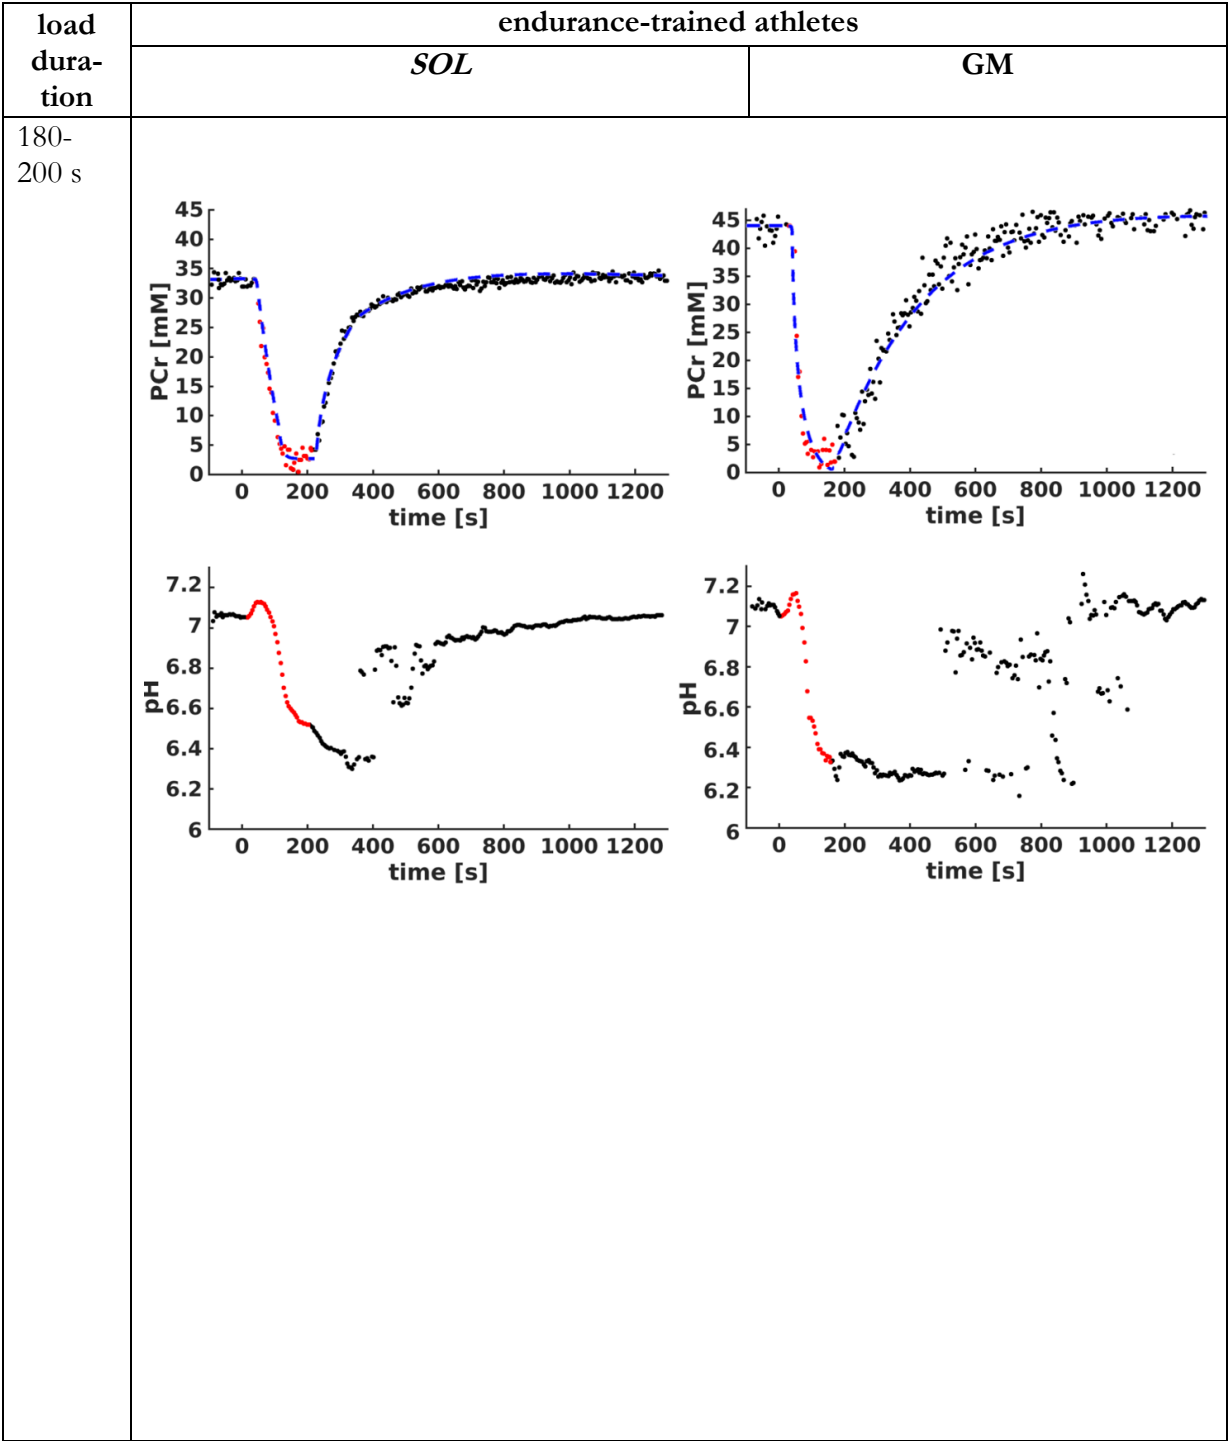 load
dura-
tion
endurance-trained athletes
SOL
GM
180-
200 s
45
40
35
30
25
20
15
10
5
0
PCr [mM]
0 200 400 600 800 1000 1200
time [s]
45
40
35
30
25
20
15
10
5
0
PCr [mM]
0 200 400 600 800 1000 1200
time [s]
7.2
7
6.8
6.6
6.4
6.2
6
pH
0 200 400 600 800 1000 1200
time [s]
7.2
7
6.8
6.6
6.4
6.2
6
pH
0 200 400 600 800 1000 1200
time [s]